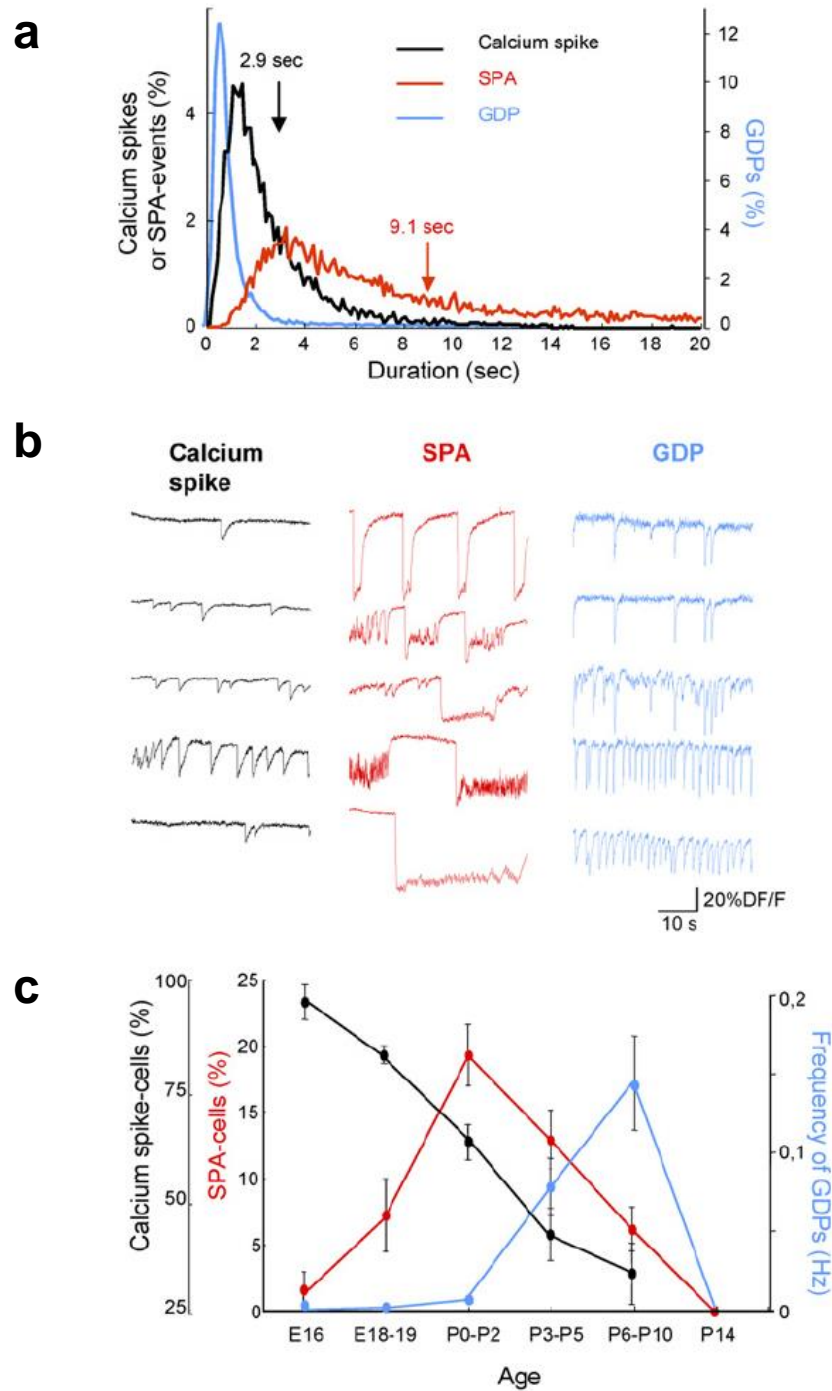 a
Calcium spikes
or SPA-events (%)
4
2
0
2.9 sec
9.1 sec
Calcium spike
SPA
GDP
12
10
8
6
4
2
0
GDPs (%)
0 2 4 6 8 10 12 14 16 18 20
Duration (sec)
b
Calcium
spike
SPA
GDP
20%DF/F
10 s
c
Calcium spike-cells (%)
100
75
50
25
SPA-cells (%)
25
20
15
10
5
0
0,2
0,1
0
Frequency of
GDPs (Hz)
E16 E18-19 P0-P2 P3-P5 P6-P10 P14
Age